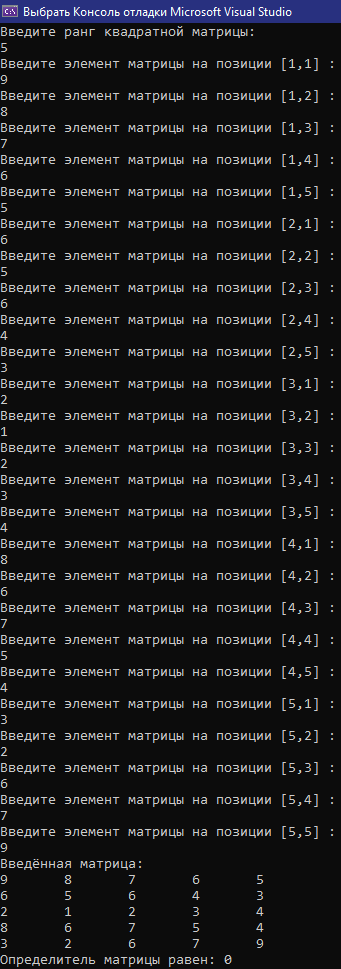 Выбрать Консоль отладки Microsoft Visual Studio
Введите ранг квадратной матрицы:
5
Введите элемент матрицы на позиции [1,1] :
9
Введите элемент матрицы на позиции [1,2] :
8
Введите элемент матрицы на позиции [1,3] :
7
Введите элемент матрицы на позиции [1,4] :
6
Введите элемент матрицы на позиции [1,5] :
5
Введите элемент матрицы на позиции [2,1] :
6
Введите элемент матрицы на позиции [2,2] :
5
Введите элемент матрицы на позиции [2,3] :
6
Введите элемент матрицы на позиции [2,4] :
4
Введите элемент матрицы на позиции [2,5] :
3
Введите элемент матрицы на позиции [3,1] :
2
Введите элемент матрицы на позиции [3,2] :
1
Введите элемент матрицы на позиции [3,3] :
2
Введите элемент матрицы на позиции [3,4] :
3
Введите элемент матрицы на позиции [3,5] :
4
Введите элемент матрицы на позиции [4,1] :
8
Введите элемент матрицы на позиции [4,2] :
6
Введите элемент матрицы на позиции [4,3] :
7
Введите элемент матрицы на позиции [4,4] :
5
Введите элемент матрицы на позиции [4,5] :
4
Введите элемент матрицы на позиции [5,1] :
3
Введите элемент матрицы на позиции [5,2] :
2
Введите элемент матрицы на позиции [5,3] :
6
Введите элемент матрицы на позиции [5,4] :
7
Введите элемент матрицы на позиции [5,5] :
9
Введённая матрица:
9 8 7 6 5
6 5 6 4 3
2 1 2 3 4
8 6 7 5 4
3 2 6 7 9
Определитель матрицы равен: 0